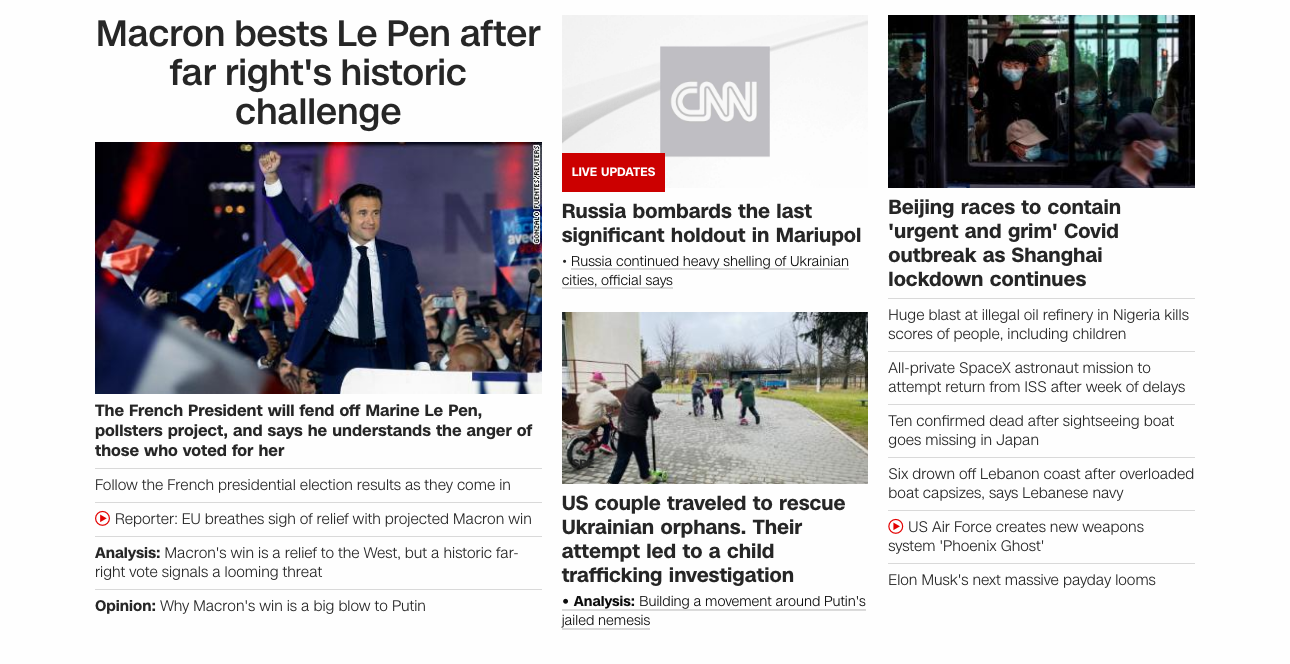 Macron bests Le Pen after
far right's historic
challenge
GONZALO FUENTES/REUTERS
The French President will fend off Marine Le Pen,
pollsters project, and says he understands the anger of
those who voted for her
Follow the French presidential election results as they come in
Reporter: EU breathes sigh of relief with projected Macron win
Analysis: Macron's win is a relief to the West, but a historic far-
right vote signals a looming threat
Opinion: Why Macron's win is a big blow to Putin
CNN
LIVE UPDATES
Russia bombards the last
significant holdout in Mariupol
• Russia continued heavy shelling of Ukrainian
cities, official says
US couple traveled to rescue
Ukrainian orphans. Their
attempt led to a child
trafficking investigation
• Analysis: Building a movement around Putin's
jailed nemesis
Beijing races to contain
'urgent and grim' Covid
outbreak as Shanghai
lockdown continues
Huge blast at illegal oil refinery in Nigeria kills
scores of people, including children
All-private SpaceX astronaut mission to
attempt return from ISS after week of delays
Ten confirmed dead after sightseeing boat
goes missing in Japan
Six drown off Lebanon coast after overloaded
boat capsizes, says Lebanese navy
US Air Force creates new weapons
system 'Phoenix Ghost'
Elon Musk's next massive payday looms